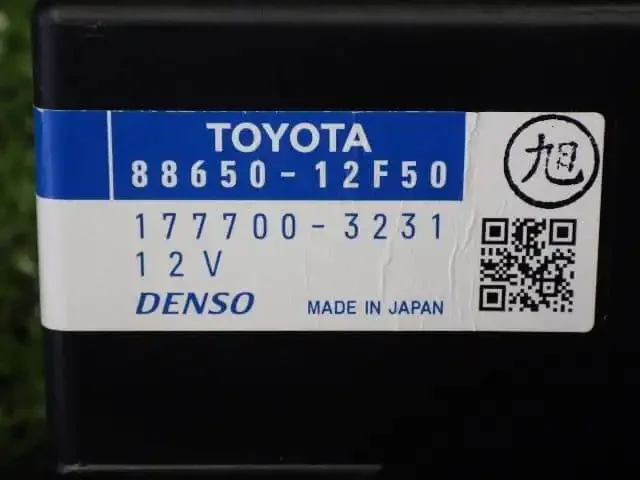 TOYOTA
88650-12F50
旭
177700-3231
12V
DENSO
MADE IN JAPAN